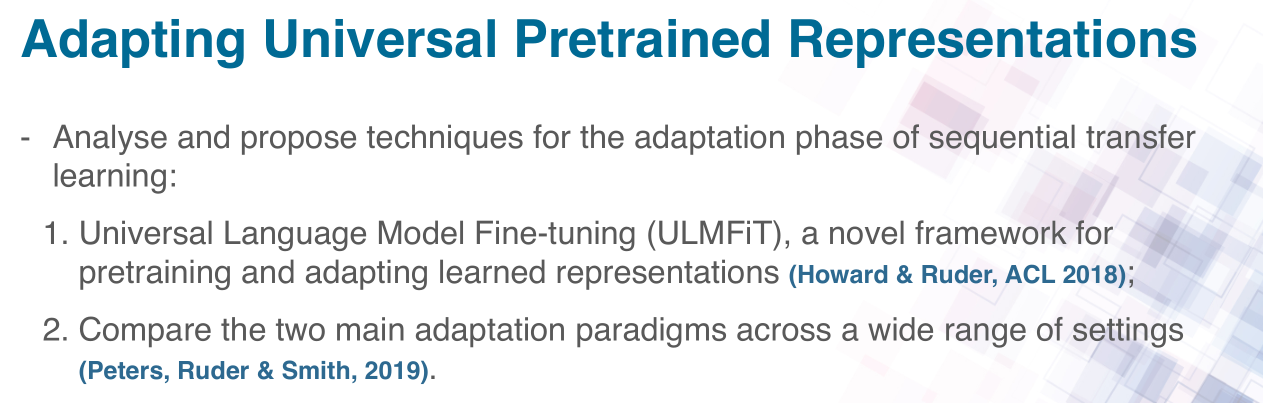 Adapting Universal Pretrained Representations
- Analyse and propose techniques for the adaptation phase of sequential transfer
learning:
1. Universal Language Model Fine-tuning (ULMFiT), a novel framework for
pretraining and adapting learned representations (Howard & Ruder, ACL 2018);
2. Compare the two main adaptation paradigms across a wide range of settings
(Peters, Ruder & Smith, 2019).